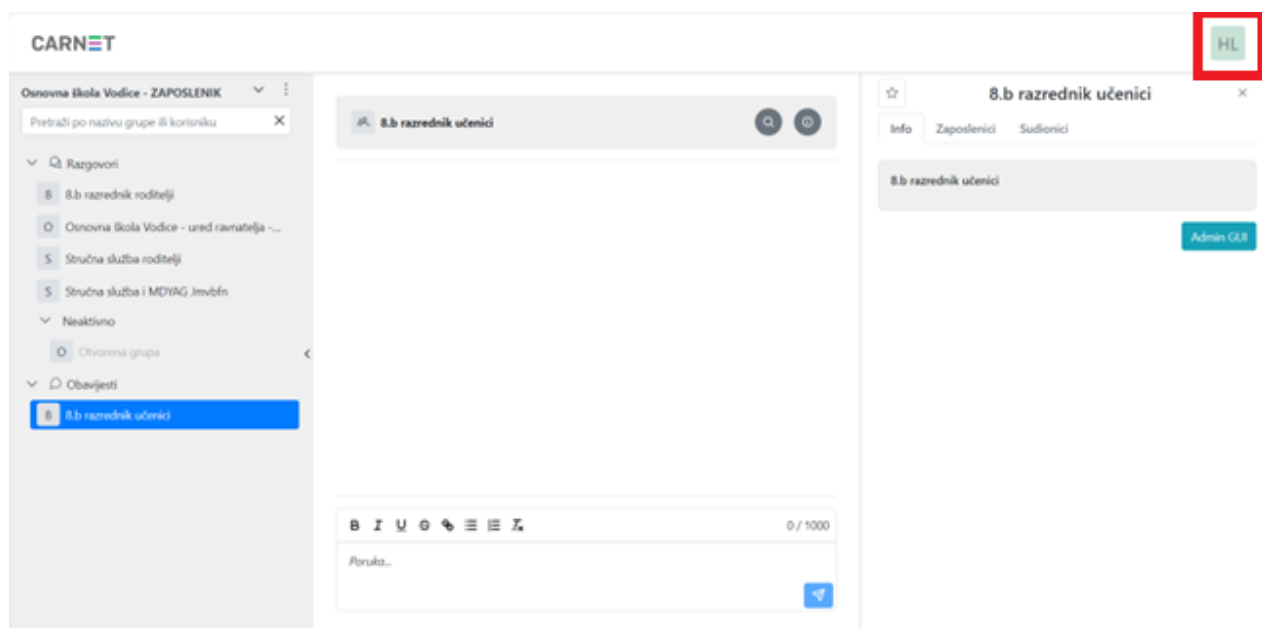 CARNET
HL
Osnovna škola Vodice - ZAPOSLENIK
Pretraži po nazivu grupe ili korisniku
Razgovori
8 8.b razrednik roditelji
O Osnovna škola Vodice - ured ravnatelja -...
S Stručna služba roditelji
S Stručna služba i MDYAG Jmvbfn
Neaktivno
O Otvorena grupa
Obavijesti
8 8.b razrednik učenici
8.b razrednik učenici
B I U S
0 / 1000
Poruka...
8.b razrednik učenici
Info Zaposlenici Sudionici
8.b razrednik učenici
Admin GUI